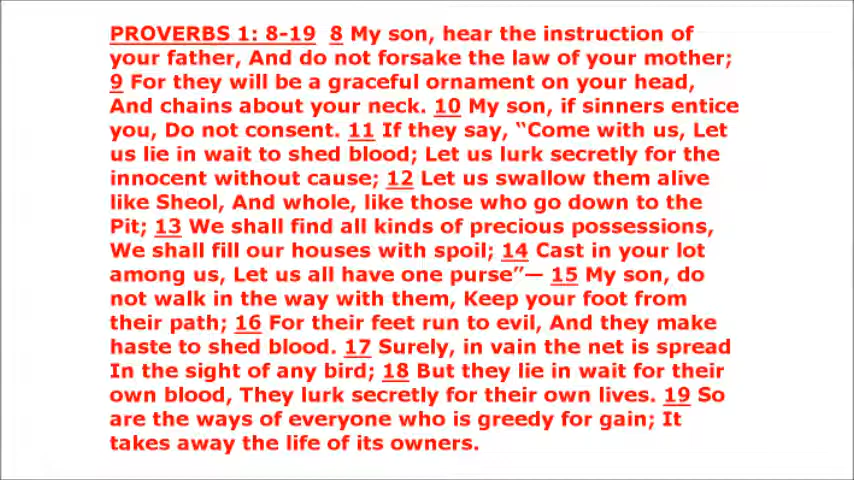 PROVERBS 1: 8-19 8 My son, hear the instruction of
your father, And do not forsake the law of your mother;
9 For they will be a graceful ornament on your head,
And chains about your neck. 10 My son, if sinners entice
you, Do not consent. 11 If they say, “Come with us, Let
us lie in wait to shed blood; Let us lurk secretly for the
innocent without cause; 12 Let us swallow them alive
like Sheol, And whole, like those who go down to the
Pit; 13 We shall find all kinds of precious possessions,
We shall fill our houses with spoil; 14 Cast in your lot
among us, Let us all have one purse”— 15 My son, do
not walk in the way with them, Keep your foot from
their path; 16 For their feet run to evil, And they make
haste to shed blood. 17 Surely, in vain the net is spread
In the sight of any bird; 18 But they lie in wait for their
own blood, They lurk secretly for their own lives. 19 So
are the ways of everyone who is greedy for gain; It
takes away the life of its owners.